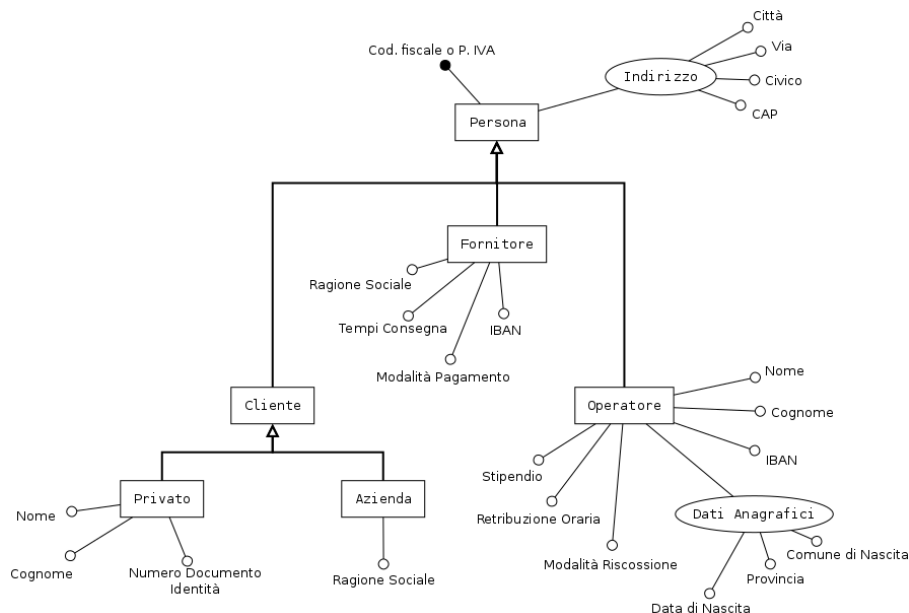 Città
Cod. fiscale o P. IVA
Via
Indirizzo
Civico
CAP
Persona
Fornitore
Ragione Sociale
Tempi Consegna
IBAN
Modalità Pagamento
Nome
Cliente
Operatore
Cognome
IBAN
Stipendio
Privato
Azienda
Nome
Retribuzione Oraria
Dati Anagrafici
Comune di Nascita
Cognome
Numero Documento
Identità
Ragione Sociale
Modalità Riscossione
Provincia
Data di Nascita